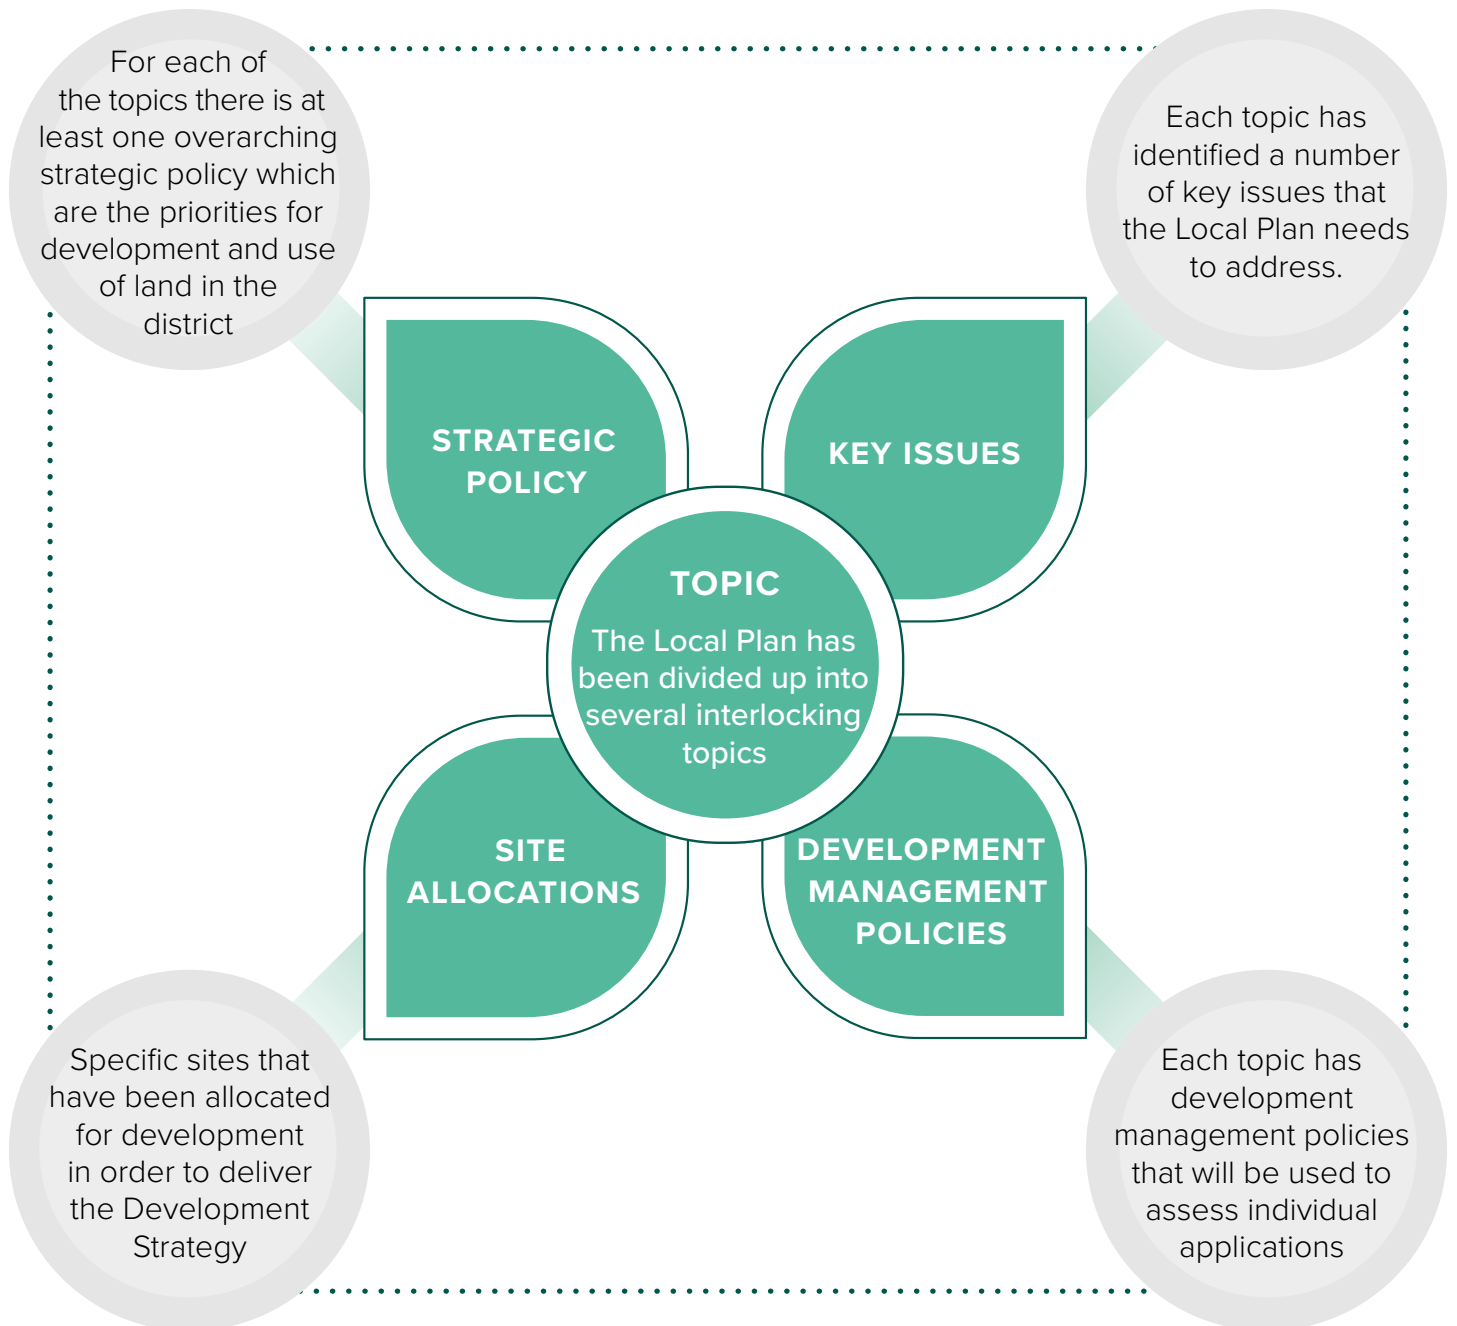 For each of
the topics there is at
least one overarching
strategic policy which
are the priorities for
development and use
of land in the
district
Each topic has
identified a number
of key issues that
the Local Plan needs
to address.
STRATEGIC
POLICY
KEY ISSUES
TOPIC
The Local Plan has
been divided up into
several interlocking
topics
SITE
ALLOCATIONS
DEVELOPMENT
MANAGEMENT
POLICIES
Specific sites that
have been allocated
for development
in order to deliver
the Development
Strategy
Each topic has
development
management policies
that will be used to
assess individual
applications